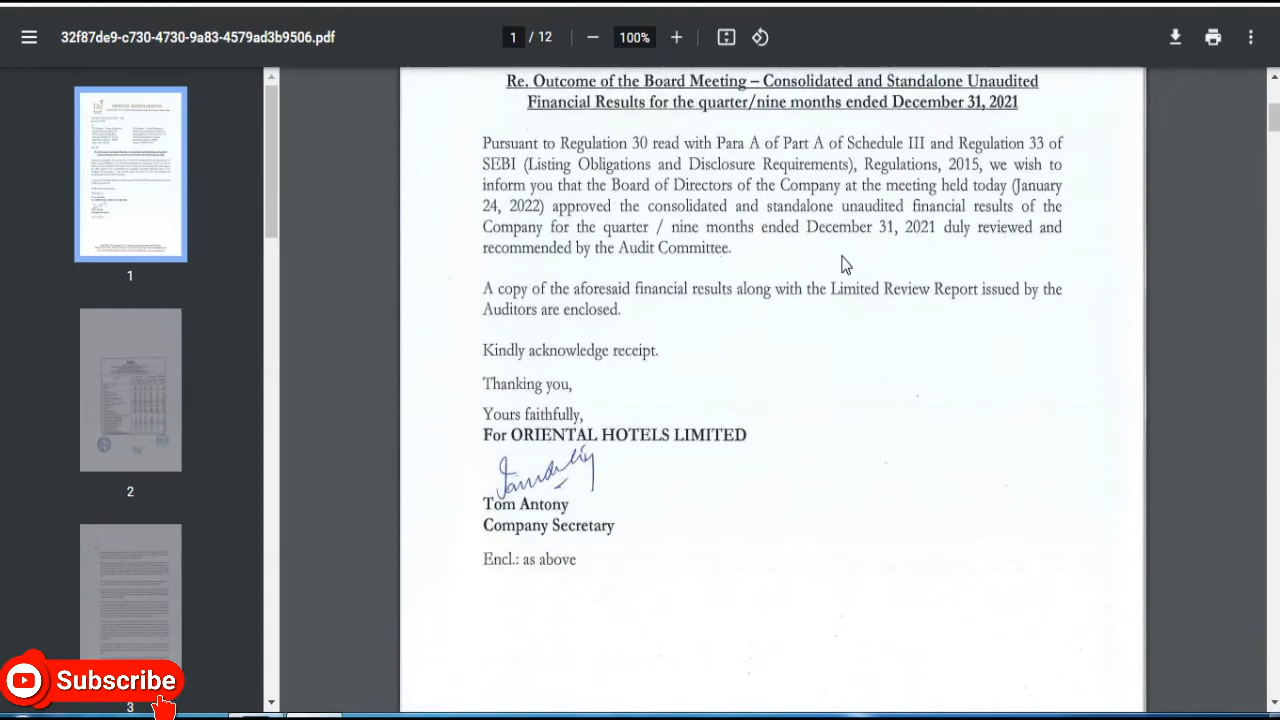 32f87de9-c730-4730-9a83-4579ad3b9506.pdf
1 / 12
100%
Re. Outcome of the Board Meeting – Consolidated and Standalone Unaudited
Financial Results for the quarter/nine months ended December 31, 2021
Pursuant to Regulation 30 read with Para A of Part A of Schedule III and Regulation 33 of
SEBI (Listing Obligations and Disclosure Requirements), Regulations, 2015, we wish to
inform you that the Board of Directors of the Company at the meeting held today (January
24, 2022) approved the consolidated and standalone unaudited financial results of the
Company for the quarter / nine months ended December 31, 2021 duly reviewed and
recommended by the Audit Committee.
A copy of the aforesaid financial results along with the Limited Review Report issued by the
Auditors are enclosed.
Kindly acknowledge receipt.
Thanking you,
Yours faithfully,
For ORIENTAL HOTELS LIMITED
Tom Antony
Company Secretary
Encl.: as above
1
2
3
Subscribe